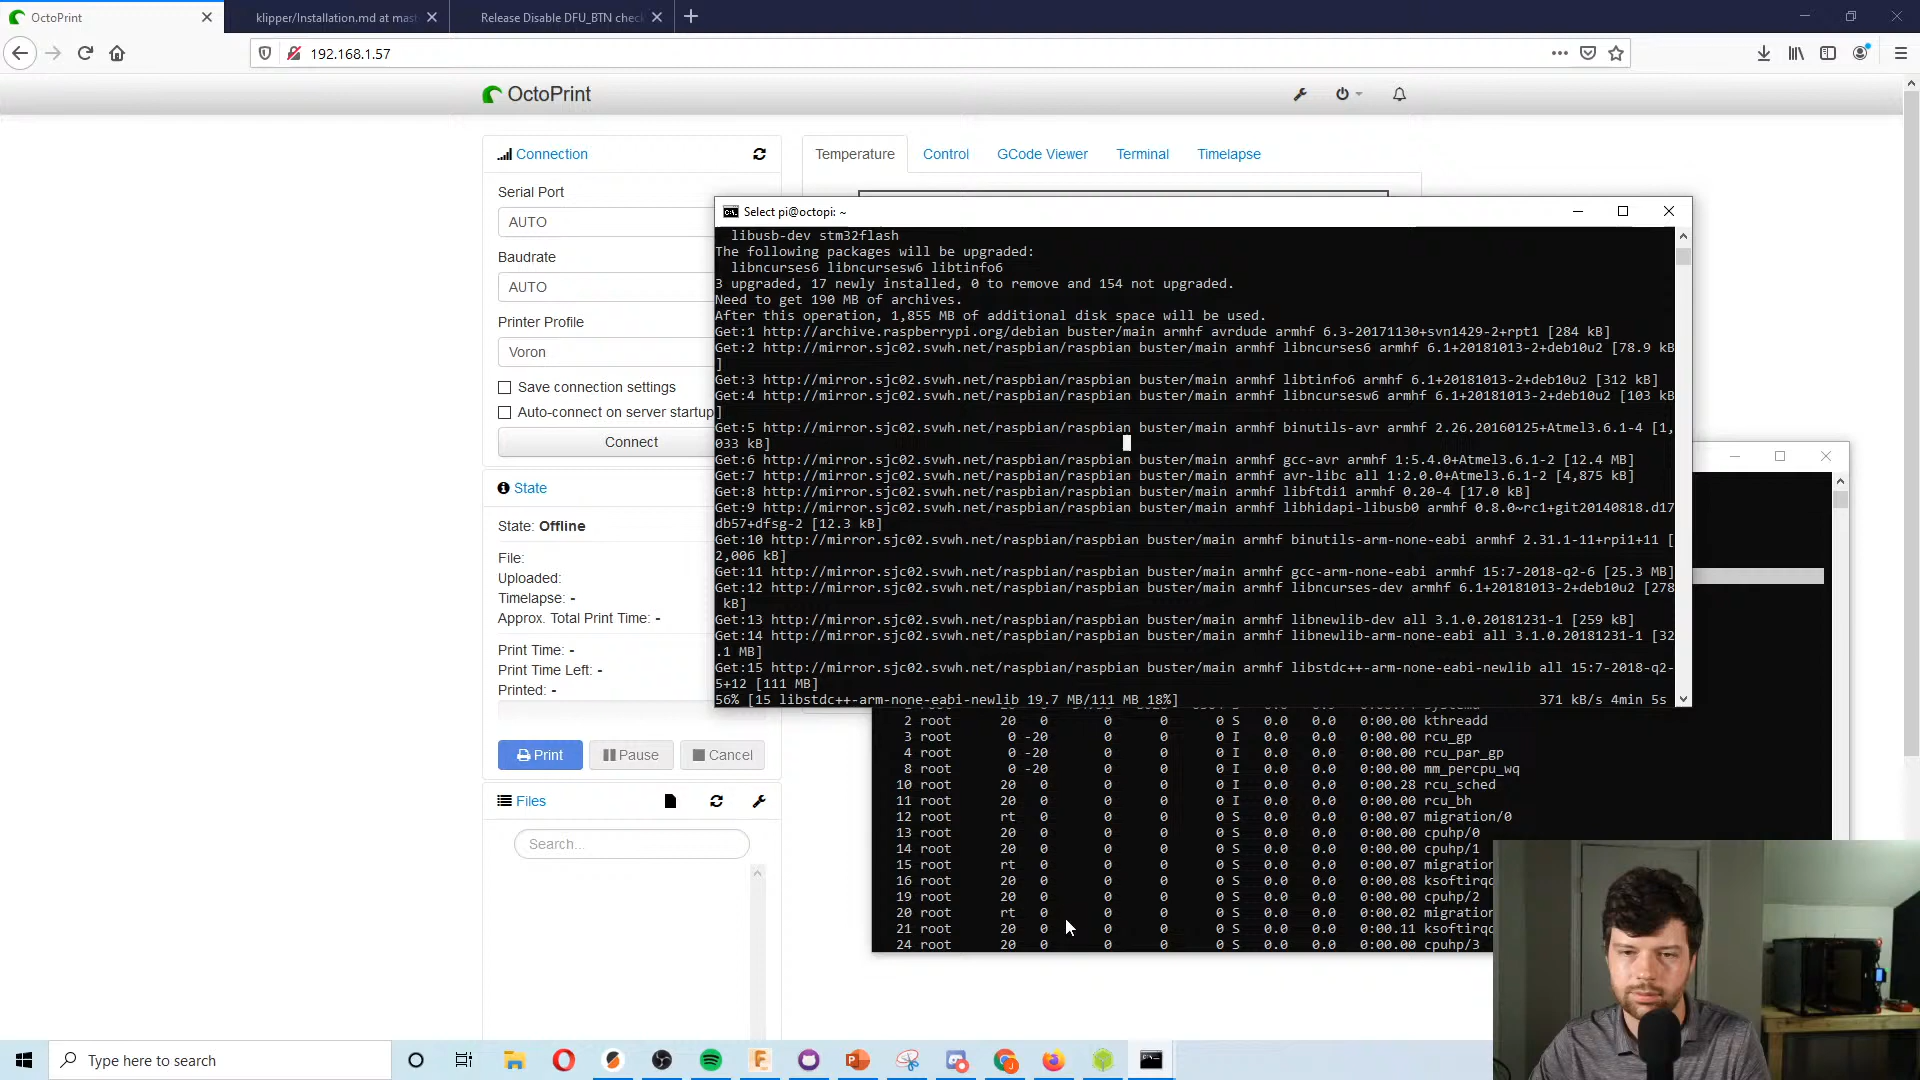 OctoPrint
klipper/Installation.md at mas
Release Disable DFU_BTN check
192.168.1.57
OctoPrint
Connection
Temperature
Control
GCode Viewer
Terminal
Timelapse
Serial Port
AUTO
Baudrate
AUTO
Printer Profile
Voron
Save connection settings
Auto-connect on server startup
Connect
State
State: Offline
File:
Uploaded:
Timelapse: -
Approx. Total Print Time: -
Print Time: -
Print Time Left: -
Printed: -
Print
Pause
Cancel
Files
Search...
Select pi@octopi: ~
libusb-dev stm32flash
The following packages will be upgraded:
libncurses6 libncursesw6 libtinfo6
3 upgraded, 17 newly installed, 0 to remove and 154 not upgraded.
Need to get 190 MB of archives.
After this operation, 1,855 MB of additional disk space will be used.
Get:1 http://archive.raspberrypi.org/debian buster/main armhf avrdude armhf 6.3-20171130+svn1429-2+rpt1 [284 kB]
Get:2 http://mirror.sjc02.svwh.net/raspbian/raspbian buster/main armhf libncurses6 armhf 6.1+20181013-2+deb10u2 [78.9 kB
]
Get:3 http://mirror.sjc02.svwh.net/raspbian/raspbian buster/main armhf libtinfo6 armhf 6.1+20181013-2+deb10u2 [312 kB]
Get:4 http://mirror.sjc02.svwh.net/raspbian/raspbian buster/main armhf libncursesw6 armhf 6.1+20181013-2+deb10u2 [103 kB
]
Get:5 http://mirror.sjc02.svwh.net/raspbian/raspbian buster/main armhf binutils-avr armhf 2.26.20160125+Atmel3.6.1-4 [1,
033 kB]
Get:6 http://mirror.sjc02.svwh.net/raspbian/raspbian buster/main armhf gcc-avr armhf 1:5.4.0+Atmel3.6.1-2 [12.4 MB]
Get:7 http://mirror.sjc02.svwh.net/raspbian/raspbian buster/main armhf avr-libc all 1:2.0.0+Atmel3.6.1-2 [4,875 kB]
Get:8 http://mirror.sjc02.svwh.net/raspbian/raspbian buster/main armhf libftdi1 armhf 0.20-4 [17.0 kB]
Get:9 http://mirror.sjc02.svwh.net/raspbian/raspbian buster/main armhf libhidapi-libusb0 armhf 0.8.0~rc1+git20140818.d17
db57+dfsg-2 [12.3 kB]
Get:10 http://mirror.sjc02.svwh.net/raspbian/raspbian buster/main armhf binutils-arm-none-eabi armhf 2.31.1-11+rpi1+11 [
2,006 kB]
Get:11 http://mirror.sjc02.svwh.net/raspbian/raspbian buster/main armhf gcc-arm-none-eabi armhf 15:7-2018-q2-6 [25.3 MB]
Get:12 http://mirror.sjc02.svwh.net/raspbian/raspbian buster/main armhf libncurses-dev armhf 6.1+20181013-2+deb10u2 [278
kB]
Get:13 http://mirror.sjc02.svwh.net/raspbian/raspbian buster/main armhf libnewlib-dev all 3.1.0.20181231-1 [259 kB]
Get:14 http://mirror.sjc02.svwh.net/raspbian/raspbian buster/main armhf libnewlib-arm-none-eabi all 3.1.0.20181231-1 [32
.1 MB]
Get:15 http://mirror.sjc02.svwh.net/raspbian/raspbian buster/main armhf libstdc++-arm-none-eabi-newlib all 15:7-2018-q2-
5+12 [111 MB]
56% [15 libstdc++-arm-none-eabi-newlib 19.7 MB/111 MB 18%] 371 kB/s 4min 5s
2 root 20 0 0 0 0 S 0.0 0.0 0:00.00 kthreadd
3 root 0 -20 0 0 0 I 0.0 0.0 0:00.00 rcu_gp
4 root 0 -20 0 0 0 I 0.0 0.0 0:00.00 rcu_par_gp
8 root 0 -20 0 0 0 I 0.0 0.0 0:00.00 mm_percpu_wq
10 root 20 0 0 0 0 I 0.0 0.0 0:00.28 rcu_sched
11 root 20 0 0 0 0 I 0.0 0.0 0:00.00 rcu_bh
12 root rt 0 0 0 0 S 0.0 0.0 0:00.07 migration/0
13 root 20 0 0 0 0 S 0.0 0.0 0:00.00 cpuhp/0
14 root 20 0 0 0 0 S 0.0 0.0 0:00.00 cpuhp/1
15 root rt 0 0 0 0 S 0.0 0.0 0:00.07 migration
16 root 20 0 0 0 0 S 0.0 0.0 0:00.08 ksoftirqd
19 root 20 0 0 0 0 S 0.0 0.0 0:00.00 cpuhp/2
20 root rt 0 0 0 0 S 0.0 0.0 0:00.02 migration
21 root 20 0 0 0 0 S 0.0 0.0 0:00.11 ksoftirqd
24 root 20 0 0 0 0 S 0.0 0.0 0:00.00 cpuhp/3
Type here to search